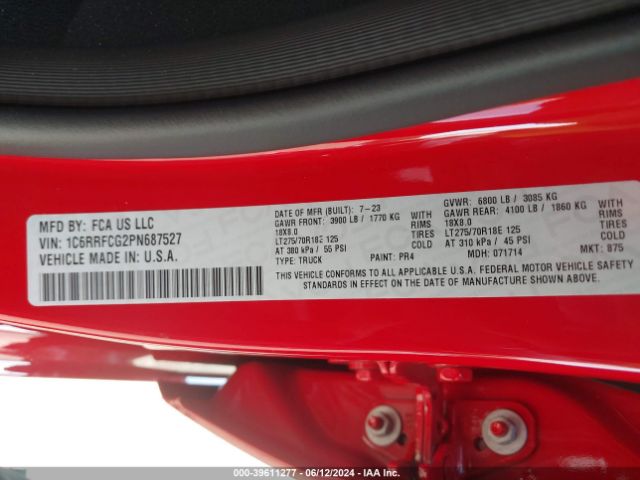 MFD BY: FCA US LLC
VIN: 1C6RRFCG2PN687527
VEHICLE MADE IN: U.S.A.
DATE OF MFR (BUILT): 7-23
GAWR FRONT: 3900 LB / 1770 KG WITH
18X8.0 RIMS
LT275/70R18E 125 TIRES
AT 380 kPa / 55 PSI COLD
TYPE: TRUCK PAINT: PR4
GVWR: 6800 LB / 3085 KG
GAWR REAR: 4100 LB / 1860 KG WITH
18X8.0 RIMS
LT275/70R18E 125 TIRES
AT 310 kPa / 45 PSI COLD
MDH: 071714 MKT: 875
THIS VEHICLE CONFORMS TO ALL APPLICABLE U.S.A. FEDERAL MOTOR VEHICLE SAFETY
STANDARDS IN EFFECT ON THE DATE OF MANUFACTURE SHOWN ABOVE.
000-39611277 - 06/12/2024 - IAA Inc.